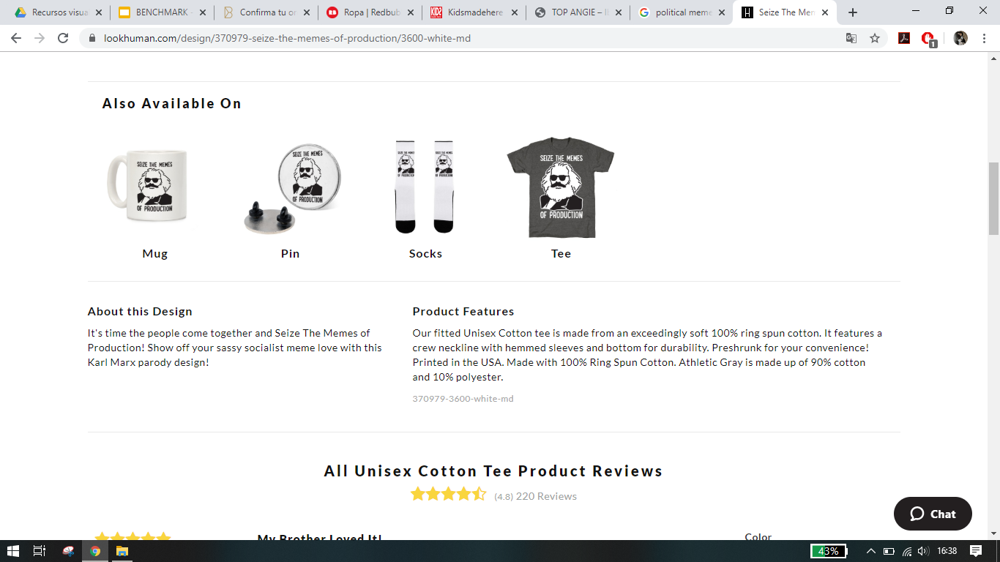 Recursos visua
BENCHMARK -
Confirma tu or
Ropa | Redbub
Kidsmadehere
TOP ANGIE – II
political meme
Seize The Mem
lookhuman.com/design/370979-seize-the-memes-of-production/3600-white-md
1
Also Available On
SEIZE THE MEMES
OF PRODUCTION
SEIZE THE MEMES
OF PRODUCTION
SEIZE THE MEMES
OF PRODUCTION
SEIZE THE MEMES
OF PRODUCTION
SEIZE THE MEMES
OF PRODUCTION
Mug
Pin
Socks
Tee
About this Design
It's time the people come together and Seize The Memes of
Production! Show off your sassy socialist meme love with this
Karl Marx parody design!
Product Features
Our fitted Unisex Cotton tee is made from an exceedingly soft 100% ring spun cotton. It features a
crew neckline with hemmed sleeves and bottom for durability. Preshrunk for your convenience!
Printed in the USA. Made with 100% Ring Spun Cotton. Athletic Gray is made up of 90% cotton
and 10% polyester.
370979-3600-white-md
All Unisex Cotton Tee Product Reviews
(4.8) 220 Reviews
My Brother Loved It!
Color
Chat
43%
16:38